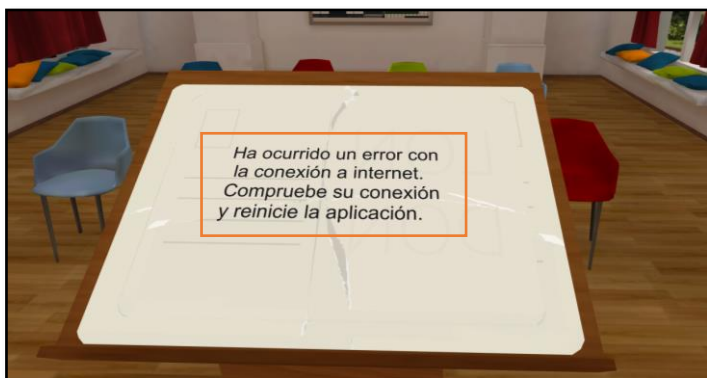 Ha ocurrido un error con
la conexión a internet.
Compruebe su conexión
y reinicie la aplicación.